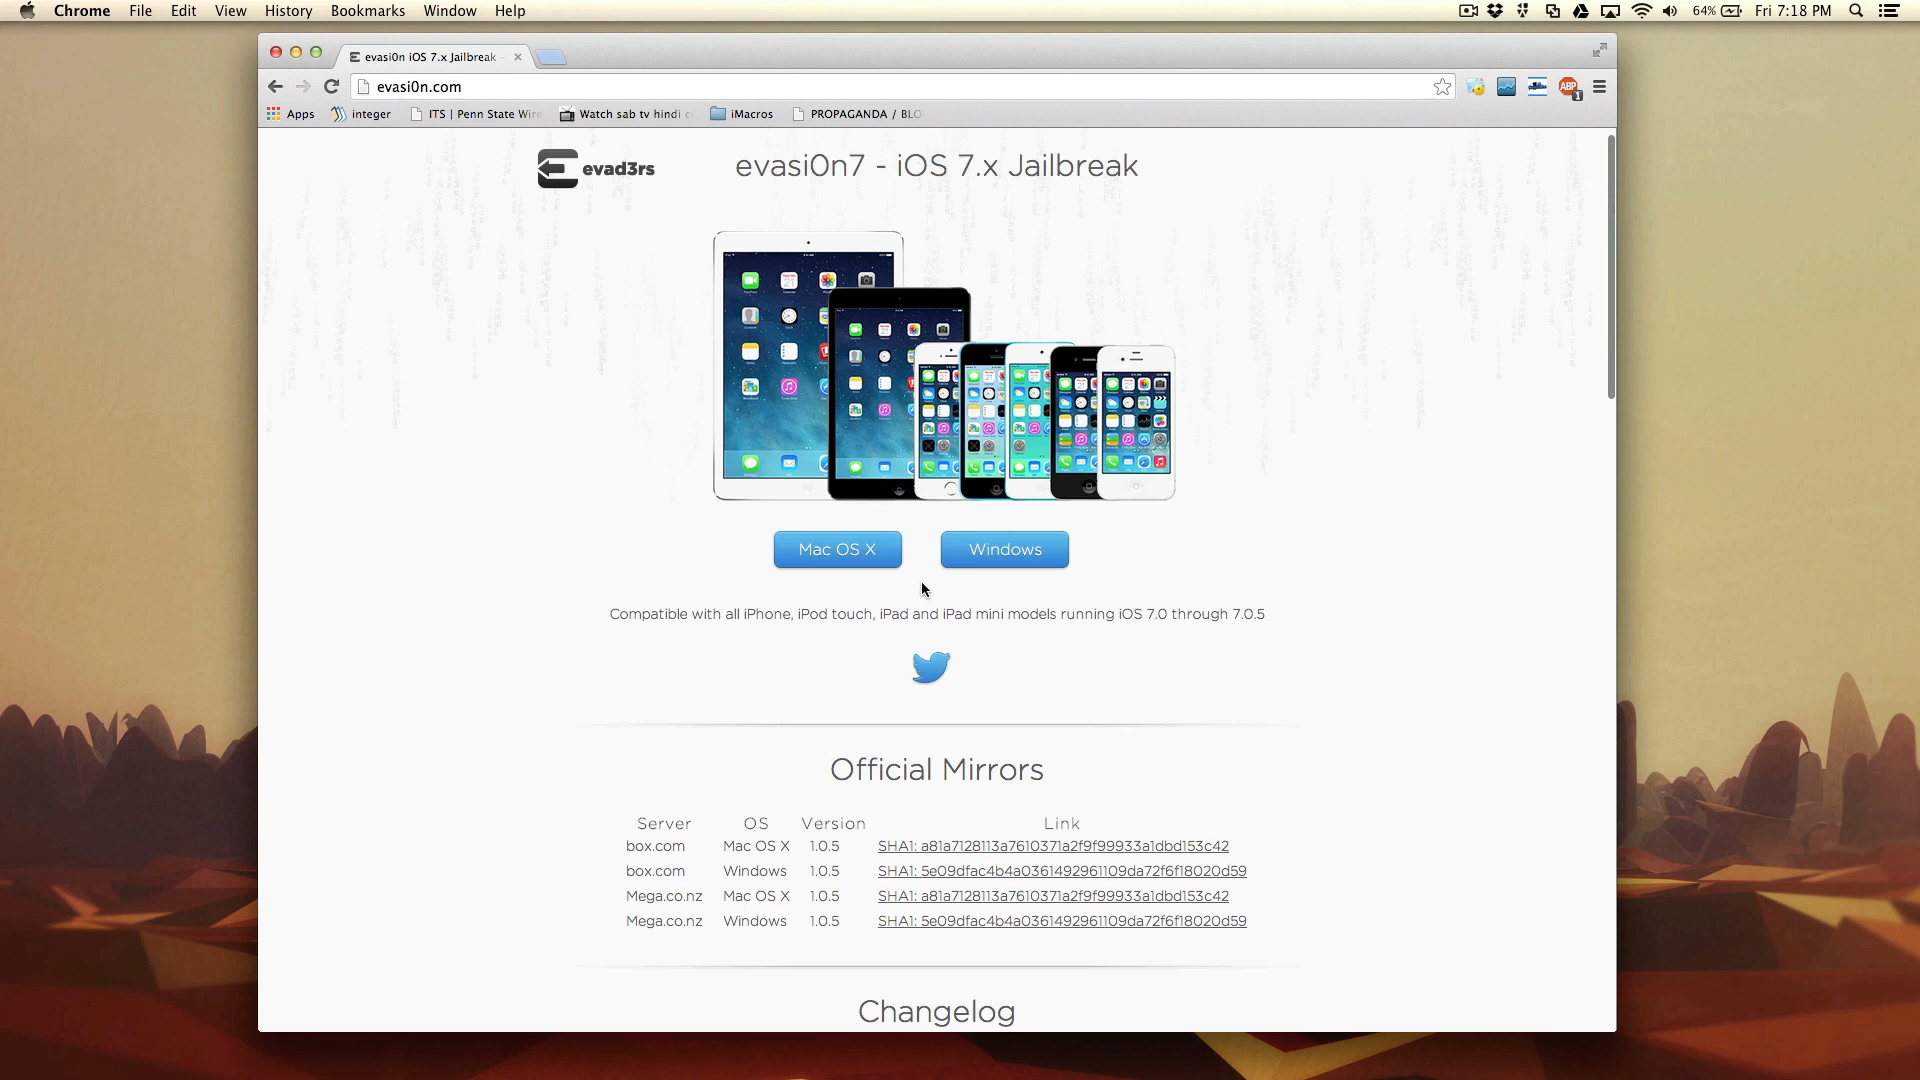 Chrome File Edit View History Bookmarks Window Help 64% Fri 7:18 PM
evasi0n iOS 7.x Jailbreak
evasi0n.com
ABP 1
Apps integer ITS | Penn State Wire Watch sab tv hindi iMacros PROPAGANDA / BLO
evad3rs
evasi0n7 - iOS 7.x Jailbreak
Mac OS X Windows
Compatible with all iPhone, iPod touch, iPad and iPad mini models running iOS 7.0 through 7.0.5
Official Mirrors
Server OS Version Link
box.com Mac OS X 1.0.5 SHA1: a81a7128113a7610371a2f9f99933a1dbd153c42
box.com Windows 1.0.5 SHA1: 5e09dfac4b4a0361492961109da72f6f18020d59
Mega.co.nz Mac OS X 1.0.5 SHA1: a81a7128113a7610371a2f9f99933a1dbd153c42
Mega.co.nz Windows 1.0.5 SHA1: 5e09dfac4b4a0361492961109da72f6f18020d59
Changelog